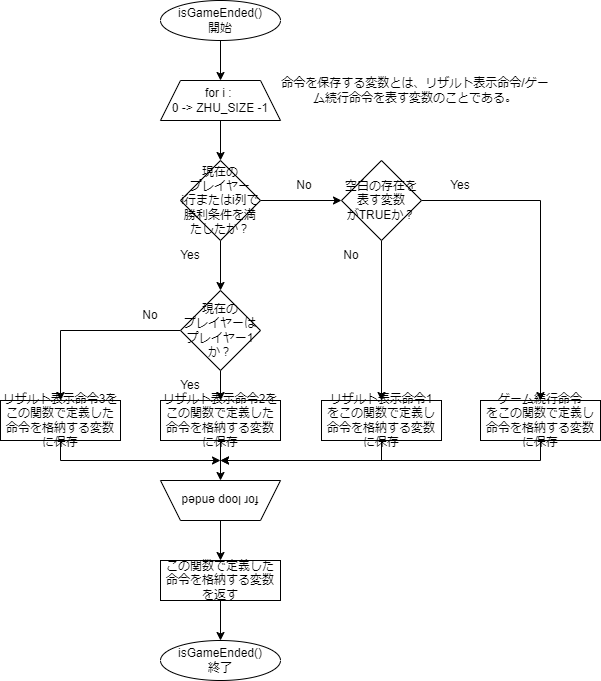 isGameEnded()
開始
for i :
0 -> ZHU_SIZE -1
命令を保存する変数とは、リザルト表示命令/ゲー
ム続行命令を表す変数のことである。
現在の
プレイヤー
i行またはi列で
勝利条件を満
たしたか？
No
空白の存在を
表す変数
がTRUEか？
Yes
Yes
No
現在の
プレイヤーは
プレイヤー1
か？
No
Yes
リザルト表示命令3を
この関数で定義した
命令を格納する変数
に保存
リザルト表示命令2を
この関数で定義した
命令を格納する変数
に保存
リザルト表示命令1
をこの関数で定義し
命令を格納する変数
に保存
ゲーム続行命令
をこの関数で定義し
命令を格納する変数
に保存
for loop ended
この関数で定義した
命令を格納する変数
を返す
isGameEnded()
終了